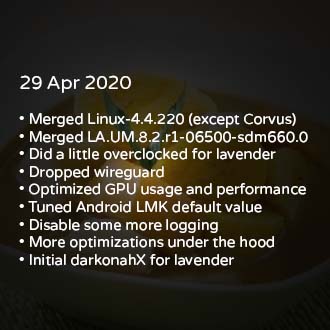 29 Apr 2020
• Merged Linux-4.4.220 (except Corvus)
• Merged LA.UM.8.2.r1-06500-sdm660.0
• Did a little overclocked for lavender
• Dropped wireguard
• Optimized GPU usage and performance
• Tuned Android LMK default value
• Disable some more logging
• More optimizations under the hood
• Initial darkonahX for lavender